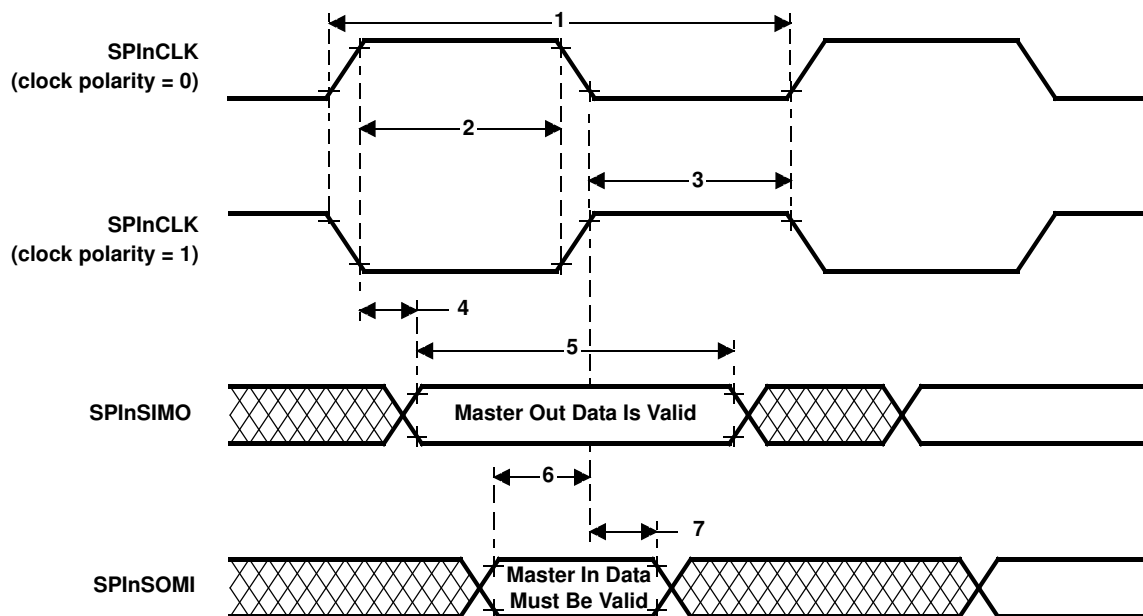 1
SPInCLK
(clock polarity = 0)
2
3
SPInCLK
(clock polarity = 1)
4
5
SPInSIMO
Master Out Data Is Valid
6
7
SPInSOMI
Master In Data
Must Be Valid